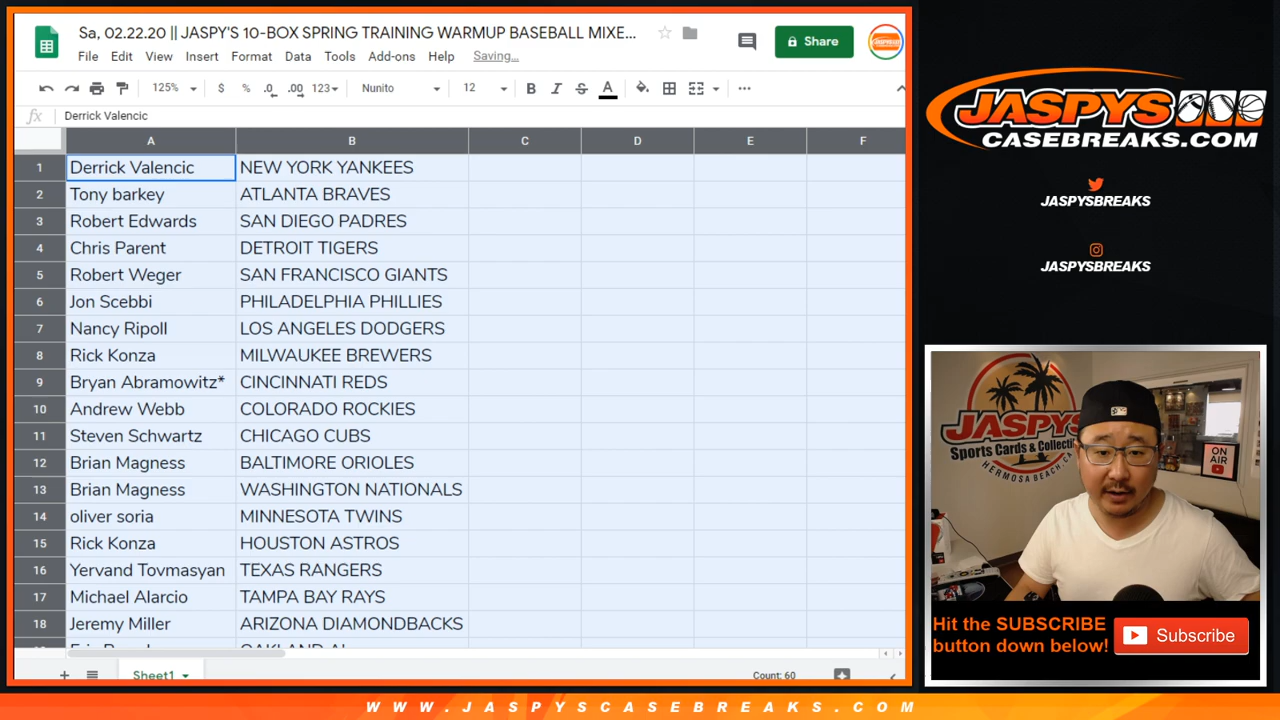 Sa, 02.22.20 || JASPY'S 10-BOX SPRING TRAINING WARMUP BASEBALL MIXE...
File Edit View Insert Format Data Tools Add-ons Help Saving...
Share
125% $ % .0 .00 123 Nunito 12 B I S A
fx Derrick Valencic
A B C D E F
1 Derrick Valencic NEW YORK YANKEES
2 Tony barkey ATLANTA BRAVES
3 Robert Edwards SAN DIEGO PADRES
4 Chris Parent DETROIT TIGERS
5 Robert Weger SAN FRANCISCO GIANTS
6 Jon Scebbi PHILADELPHIA PHILLIES
7 Nancy Ripoll LOS ANGELES DODGERS
8 Rick Konza MILWAUKEE BREWERS
9 Bryan Abramowitz* CINCINNATI REDS
10 Andrew Webb COLORADO ROCKIES
11 Steven Schwartz CHICAGO CUBS
12 Brian Magness BALTIMORE ORIOLES
13 Brian Magness WASHINGTON NATIONALS
14 oliver soria MINNESOTA TWINS
15 Rick Konza HOUSTON ASTROS
16 Yervand Tovmasyan TEXAS RANGERS
17 Michael Alarcio TAMPA BAY RAYS
18 Jeremy Miller ARIZONA DIAMONDBACKS
Sheet1
Count: 60
JASPYS
CASEBREAKS.COM
JASPYSBREAKS
JASPYSBREAKS
JASPYS
Sports Cards & Collecti
HERMOSA BEACH, CA
ON AIR
Hit the SUBSCRIBE
button down below!
Subscribe
WWW.JASPYSCASEBREAKS.COM